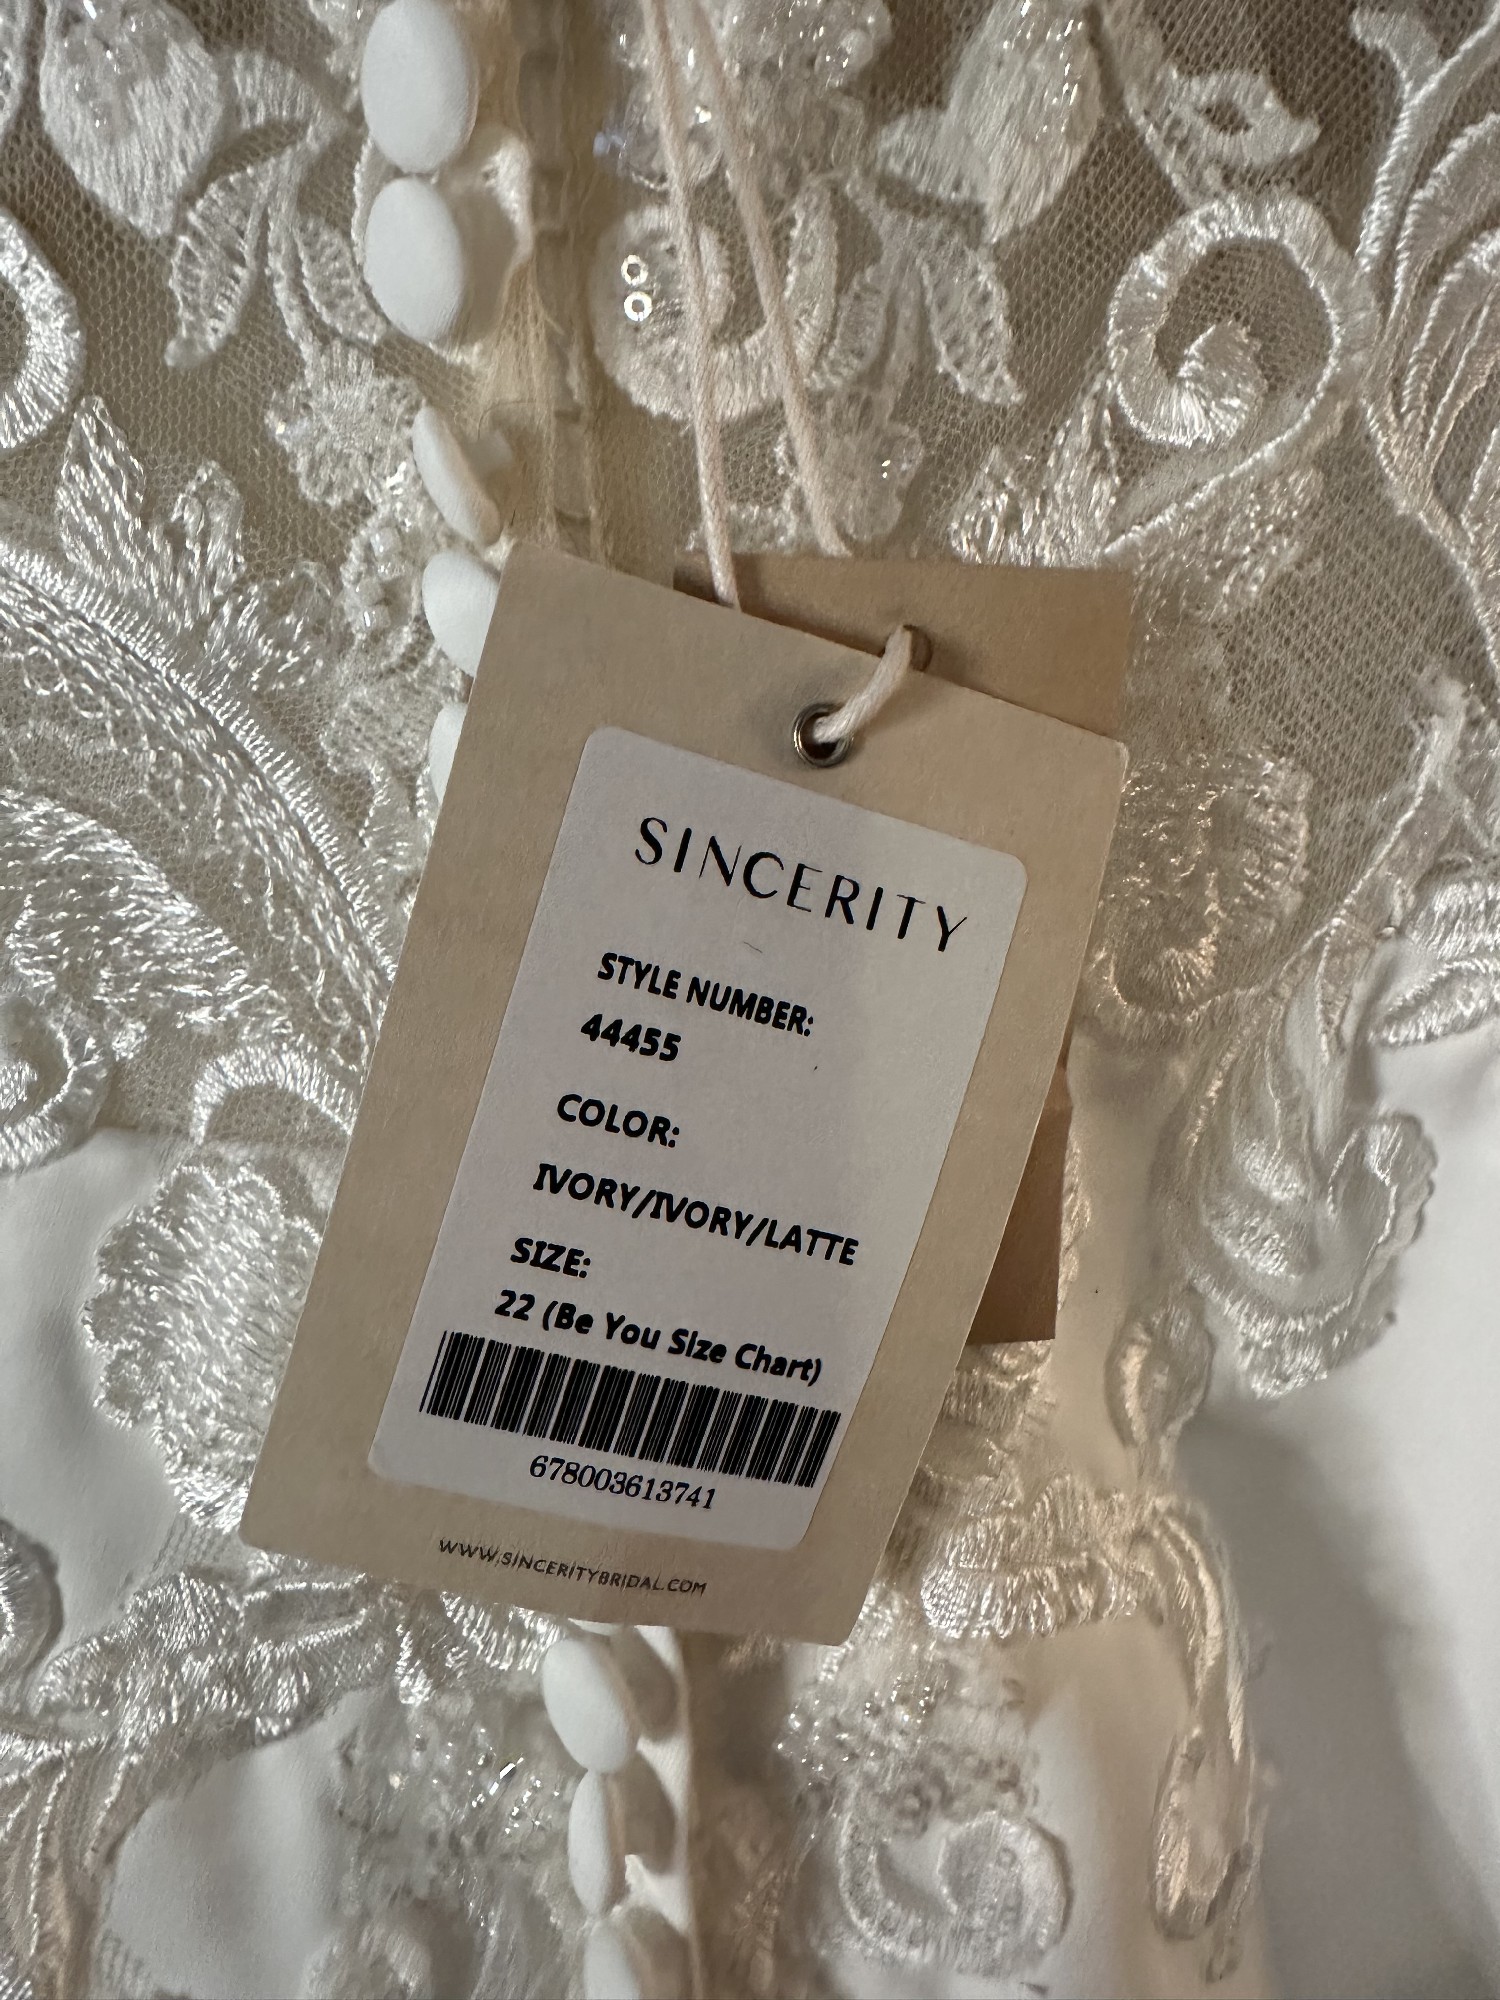 SINCERITY
STYLE NUMBER:
44455
COLOR:
IVORY/IVORY/LATTE
SIZE:
22 (Be You Size Chart)
678003613741
WWW.SINCERITYBRIDAL.COM